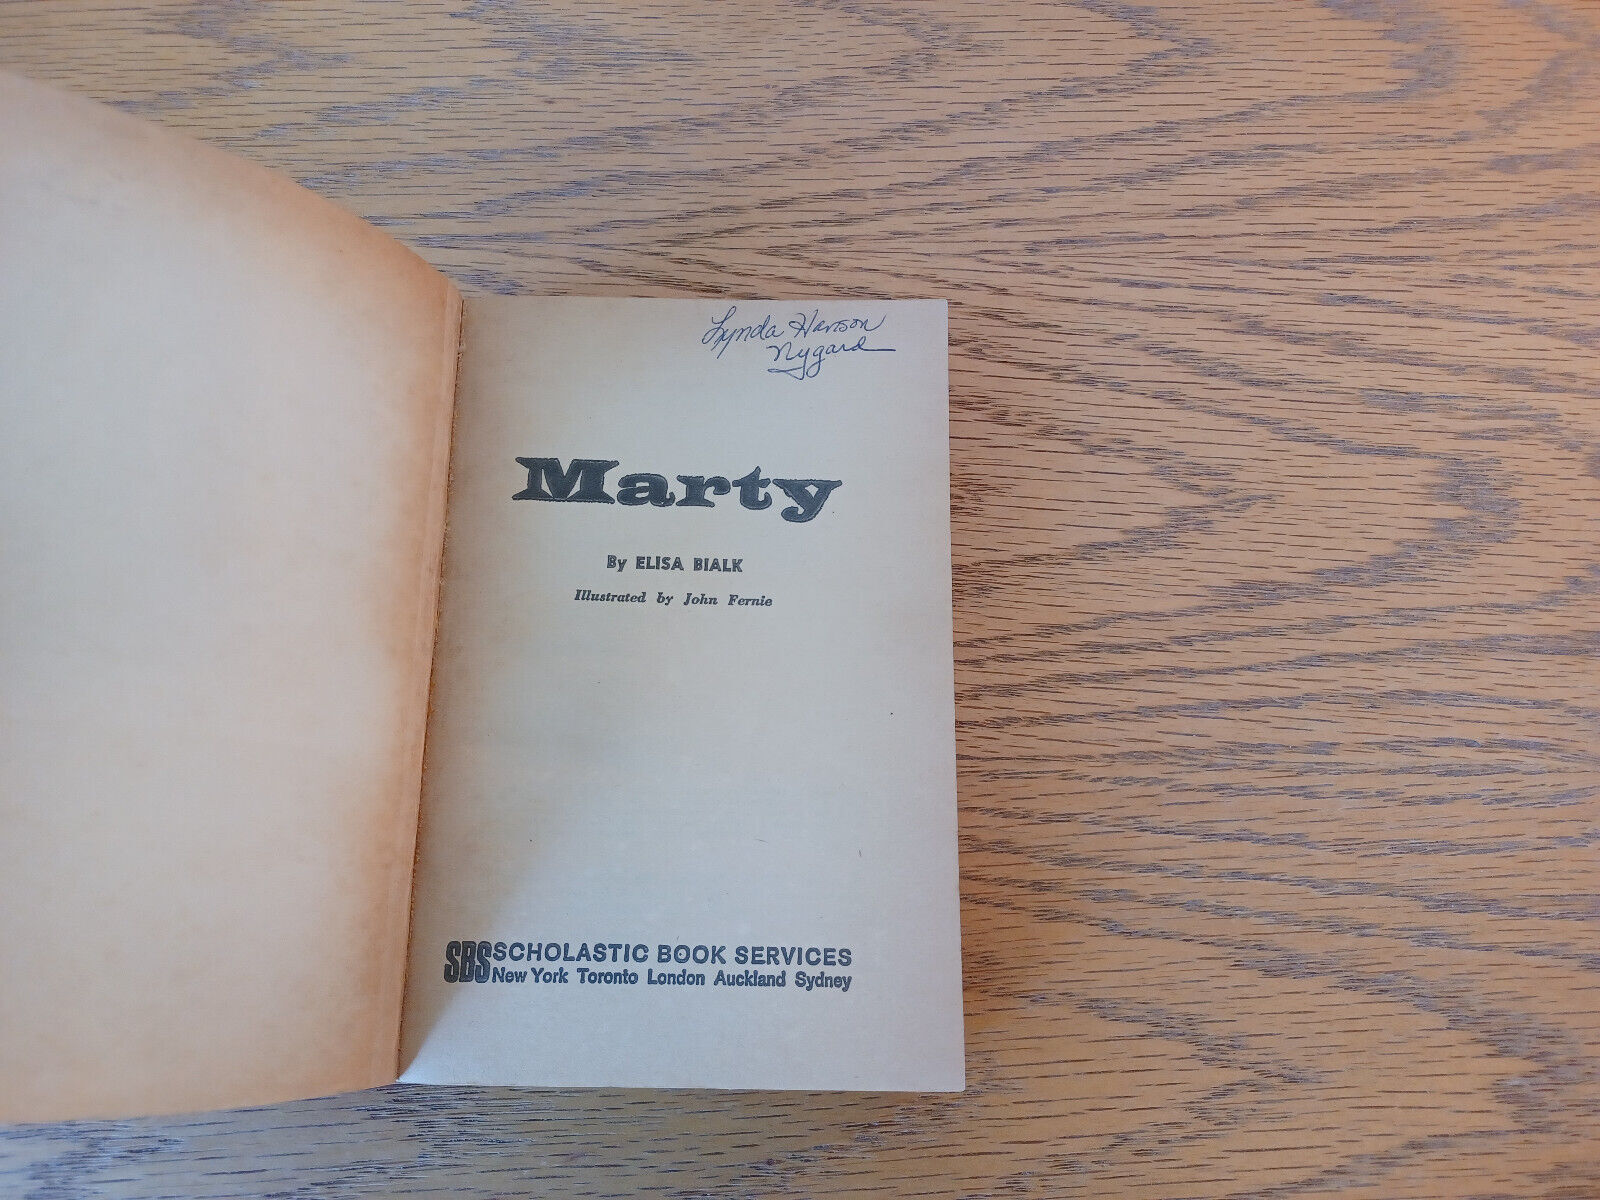 Lynda Hanson
Nygard
Marty
By ELISA BIALK
Illustrated by John Fernie
SBS SCHOLASTIC BOOK SERVICES
New York Toronto London Auckland Sydney